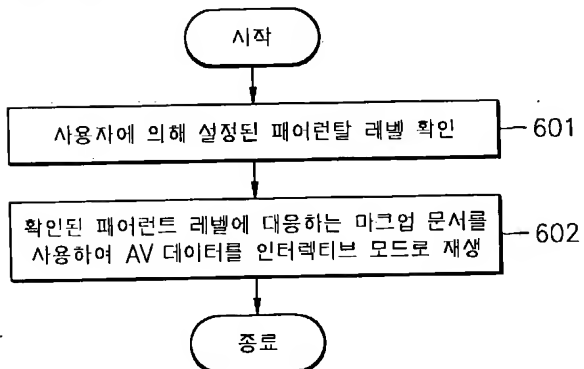 시작
사용자에 의해 설정된 패어런탈 레벨 확인
601
확인된 패어런트 레벨에 대응하는 마크업 문서를
사용하여 AV 데이터를 인터렉티브 모드로 재생
602
종료